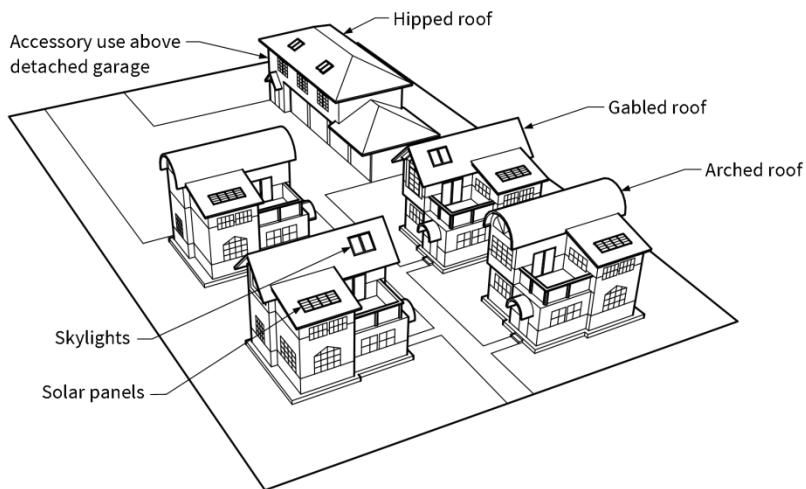 Hipped roof
Accessory use above
detached garage
Gabled roof
Arched roof
Skylights
Solar panels